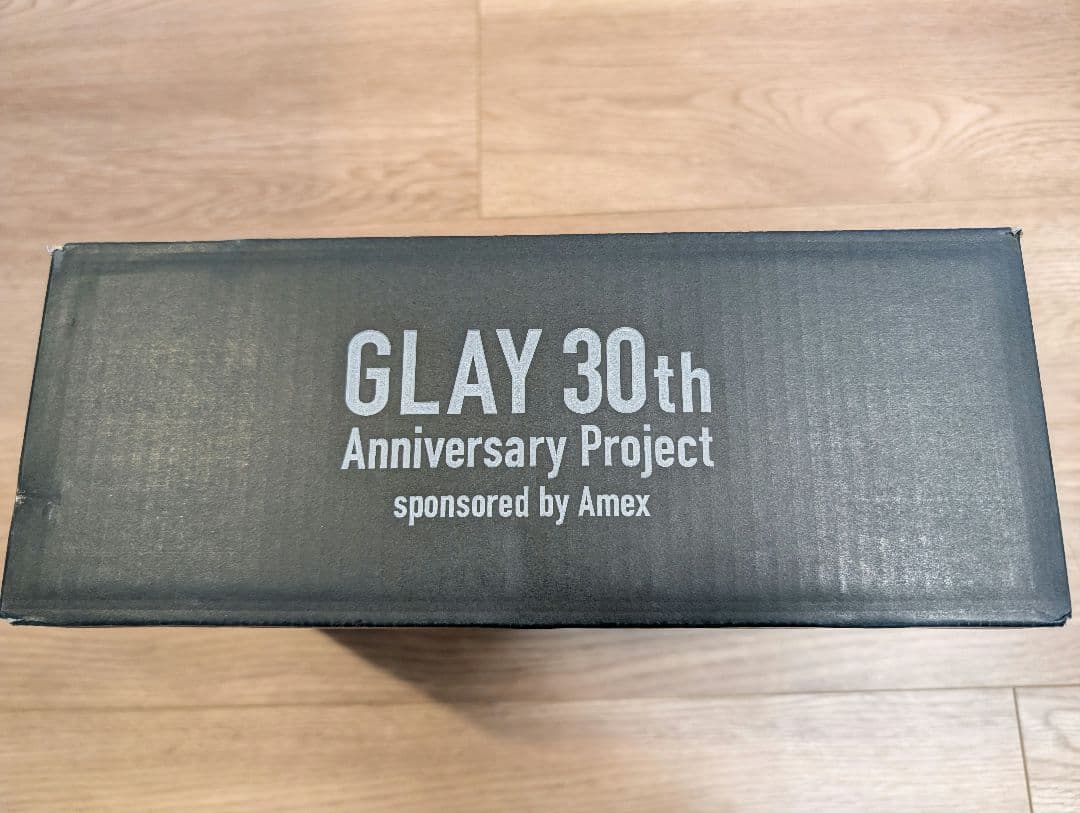 GLAY 30th
Anniversary Project
sponsored by Amex